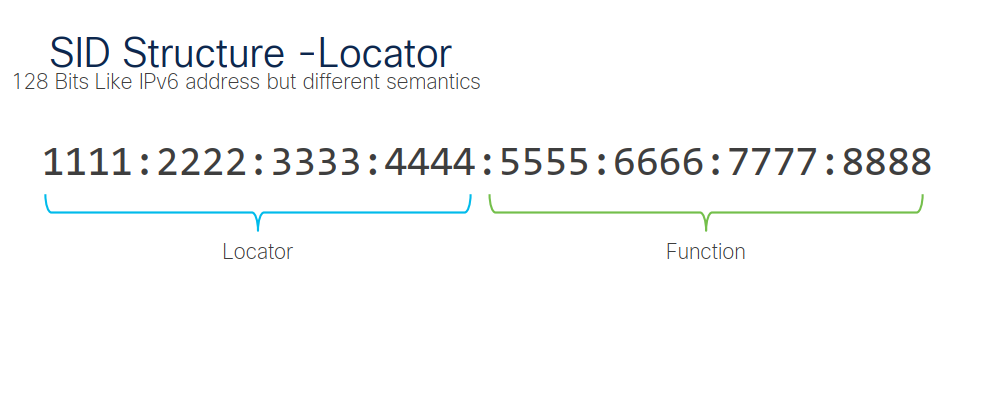 SID Structure -Locator
128 Bits Like IPv6 address but different semantics
1111:2222:3333:4444:5555:6666:7777:8888
Locator Function